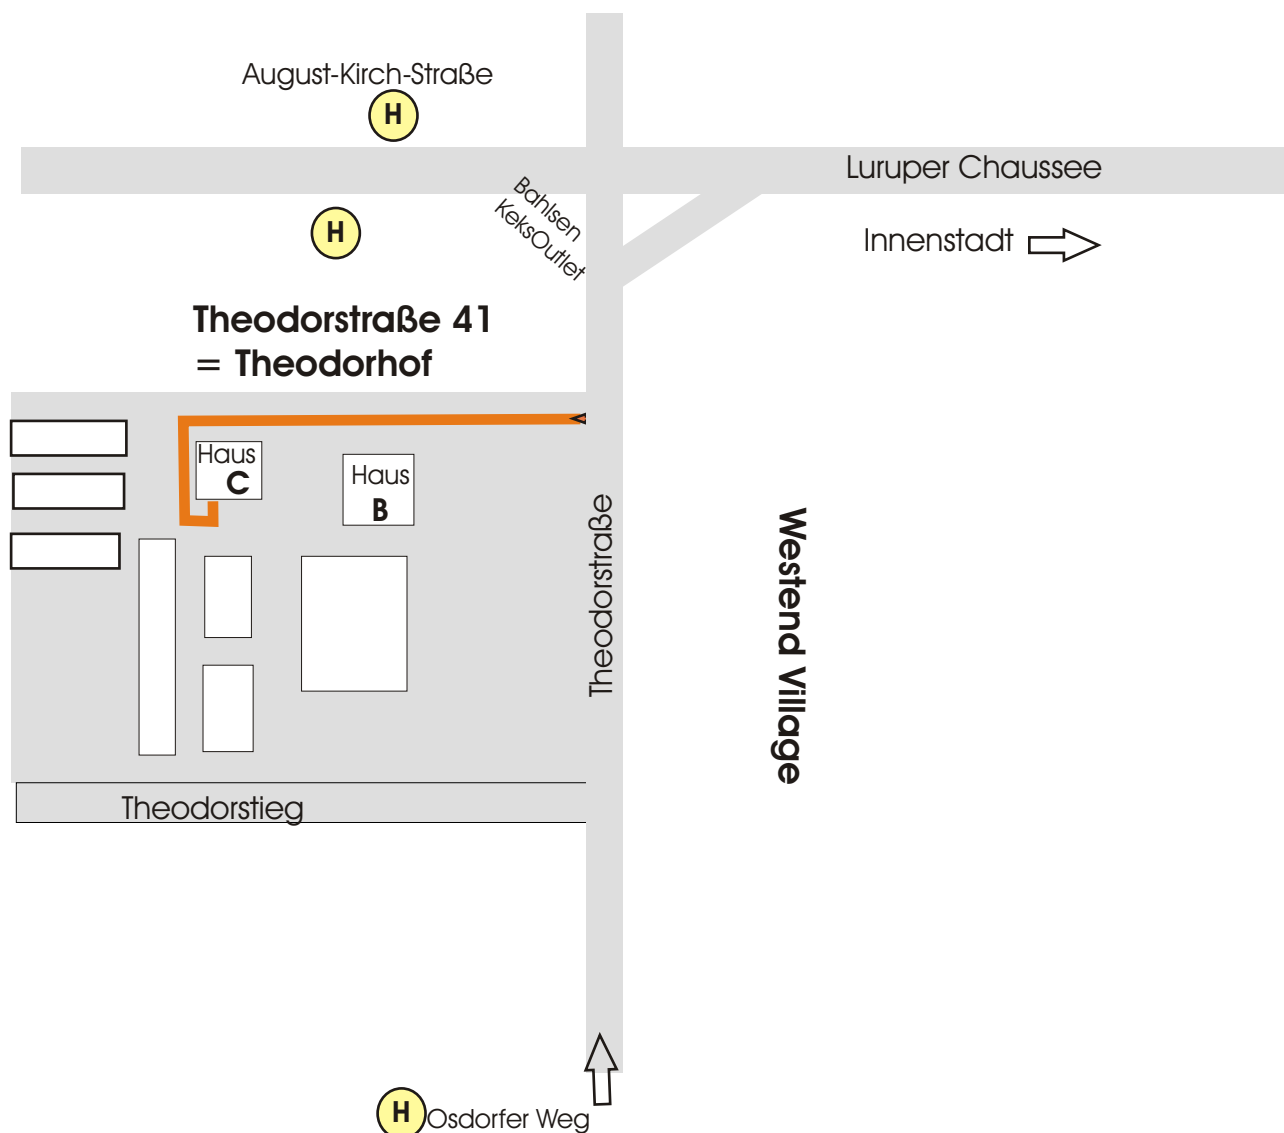 August-Kirch-Straße
H
Luruper Chaussee
Bahlsen
KeksOutlet
H
Innenstadt
Theodorstraße 41
= Theodorhof
Haus
C
Haus
B
Theodorstraße
Westend Village
Theodorstieg
H
Osdorfer Weg